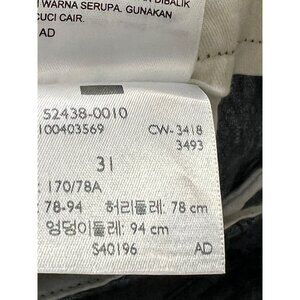 DIBALIK
WARNA SERUPA. GUNAKAN
CUCI CAIR.
AD
52438-0010
100403569 CW-3418
3493
31
: 170/78A
: 78-94 허리둘레: 78 cm
엉덩이둘레: 94 cm
S40196 AD